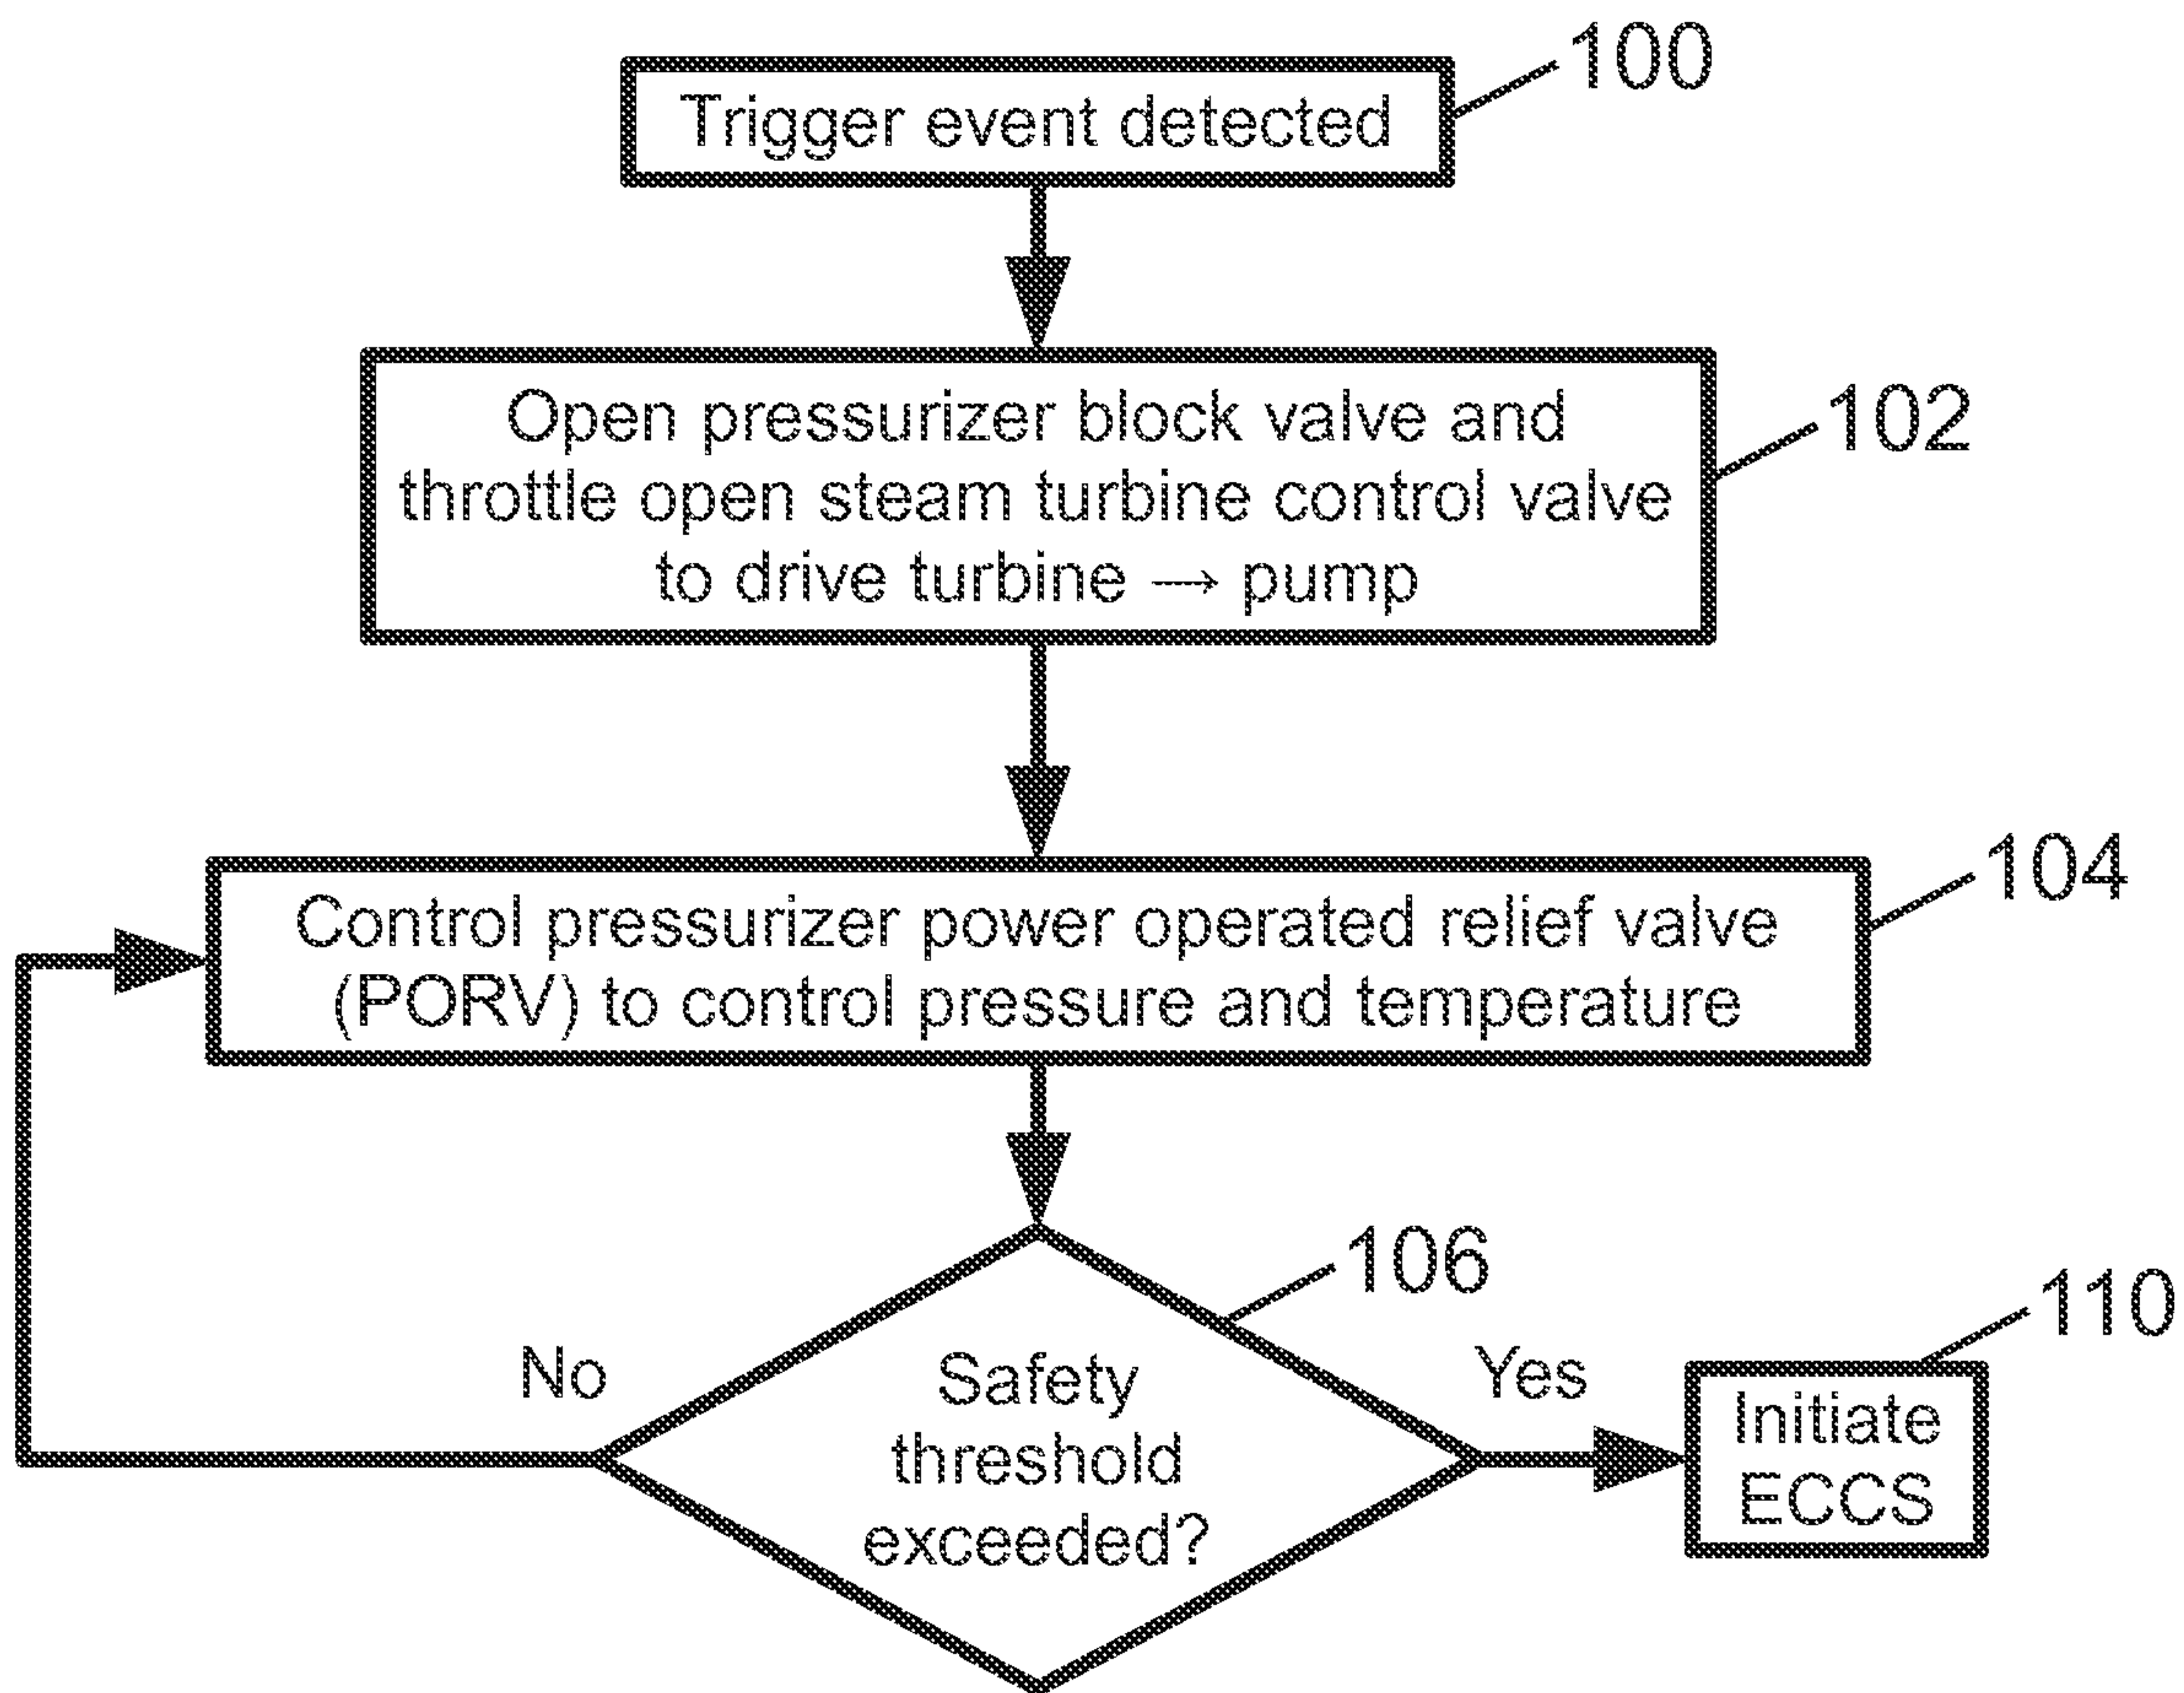 Trigger event detected
100
Open pressurizer block valve and
throttle open steam turbine control valve
to drive turbine → pump
102
Control pressurizer power operated relief valve
(PORV) to control pressure and temperature
104
Safety
threshold
exceeded?
106
No
Yes
Initiate
ECCS
110